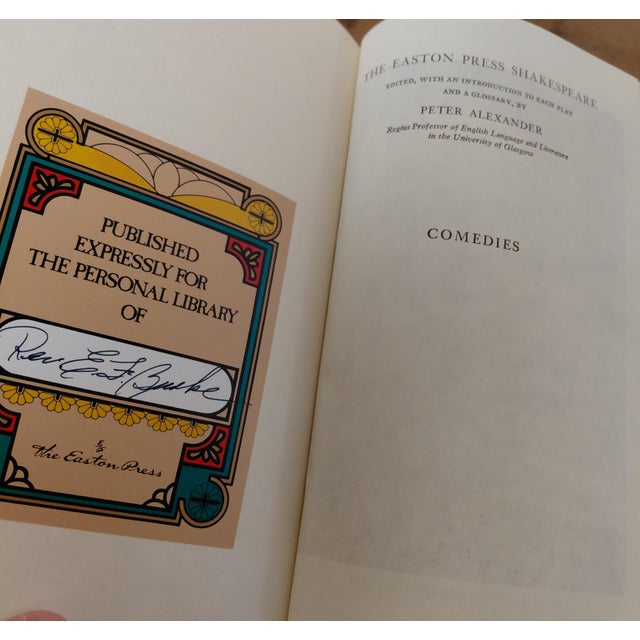 PUBLISHED
EXPRESSLY FOR
THE PERSONAL LIBRARY
OF
Rev E. F. Burke
The Easton Press
THE EASTON PRESS SHAKESPEARE
EDITED, WITH AN INTRODUCTION TO EACH PLAY
AND A GLOSSARY, BY
PETER ALEXANDER
Regius Professor of English Language and Literature
in the University of Glasgow
COMEDIES